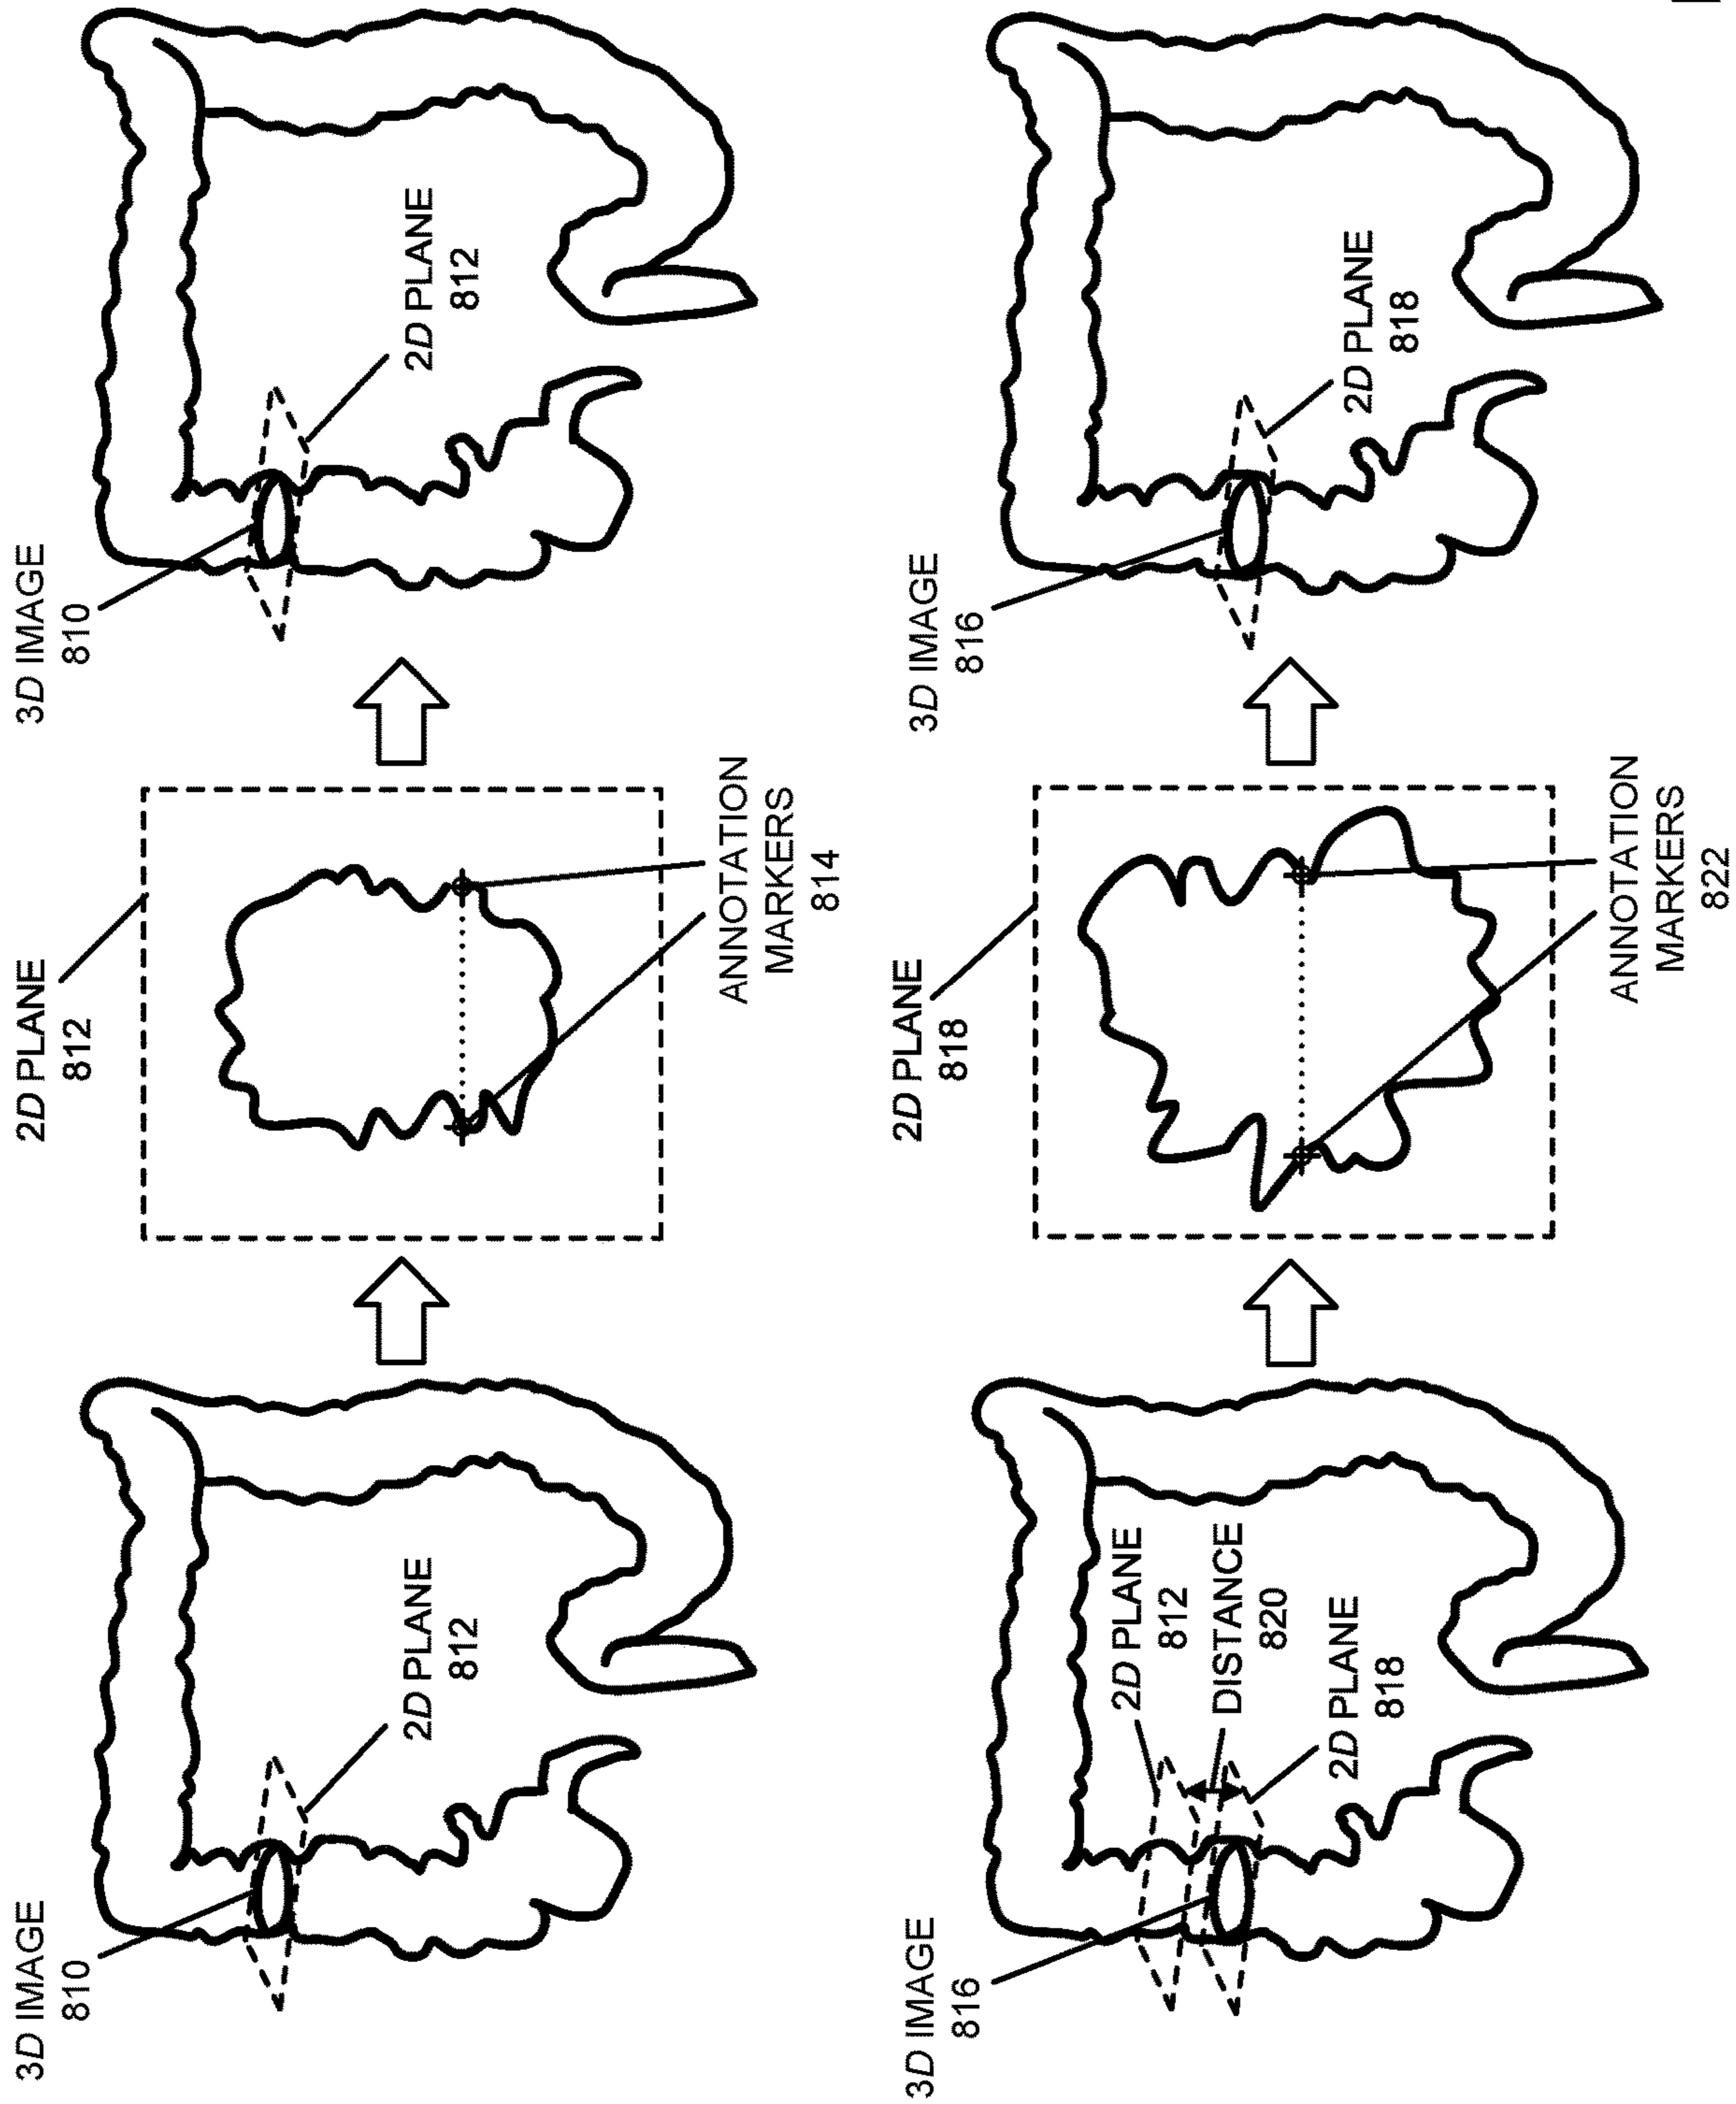 3D IMAGE
810
2D PLANE
812
2D PLANE
812
ANNOTATION
MARKERS
814
3D IMAGE
810
2D PLANE
812
3D IMAGE
816
2D PLANE
812
DISTANCE
820
2D PLANE
818
2D PLANE
818
ANNOTATION
MARKERS
822
3D IMAGE
816
2D PLANE
818